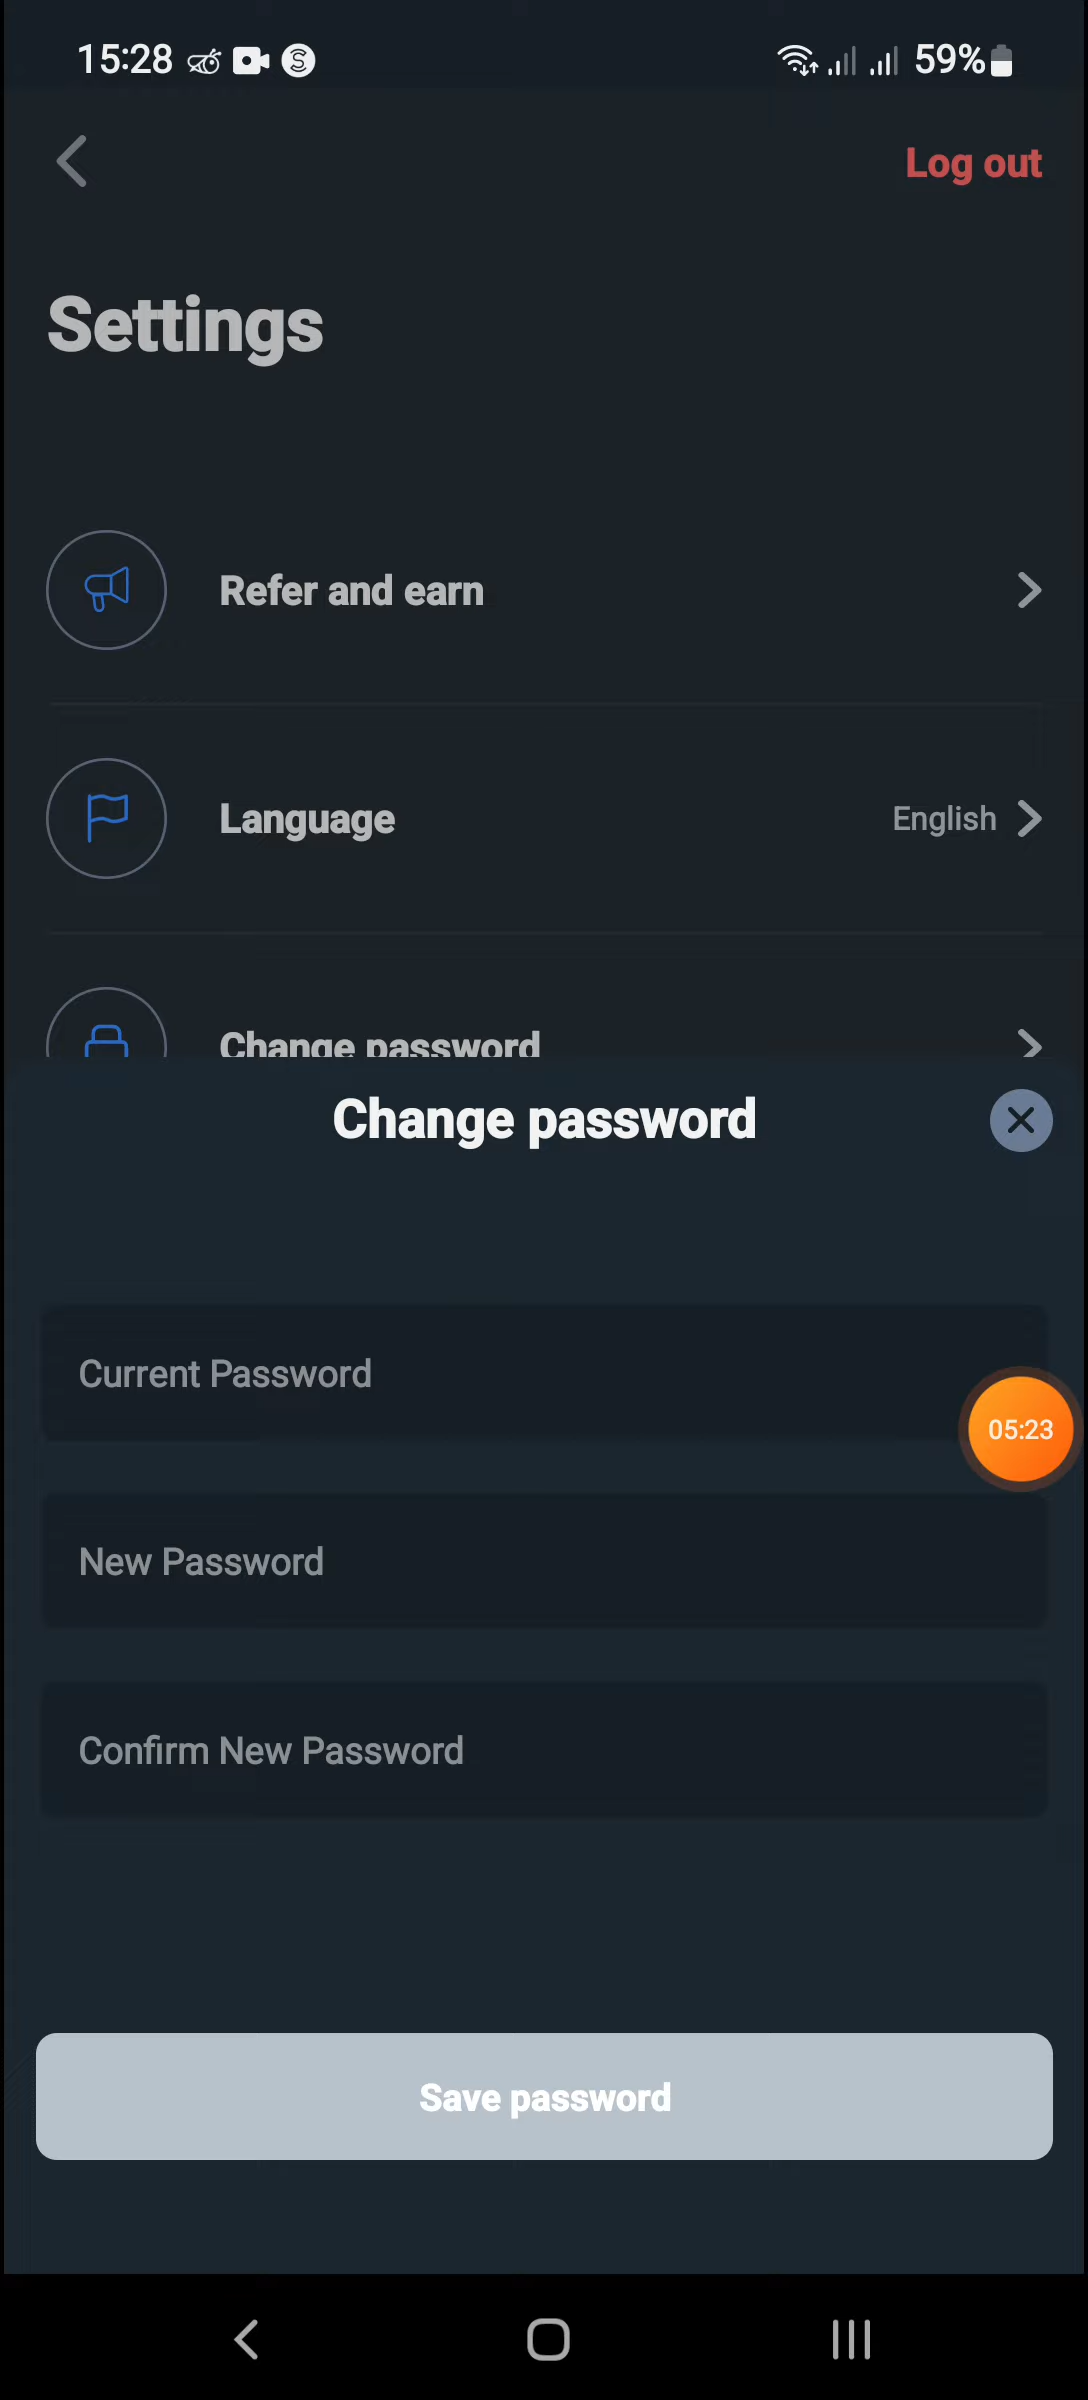 15:28
59%
Log out
Settings
Refer and earn
Language
English
Change password
Change password
Current Password
05:23
New Password
Confirm New Password
Save password